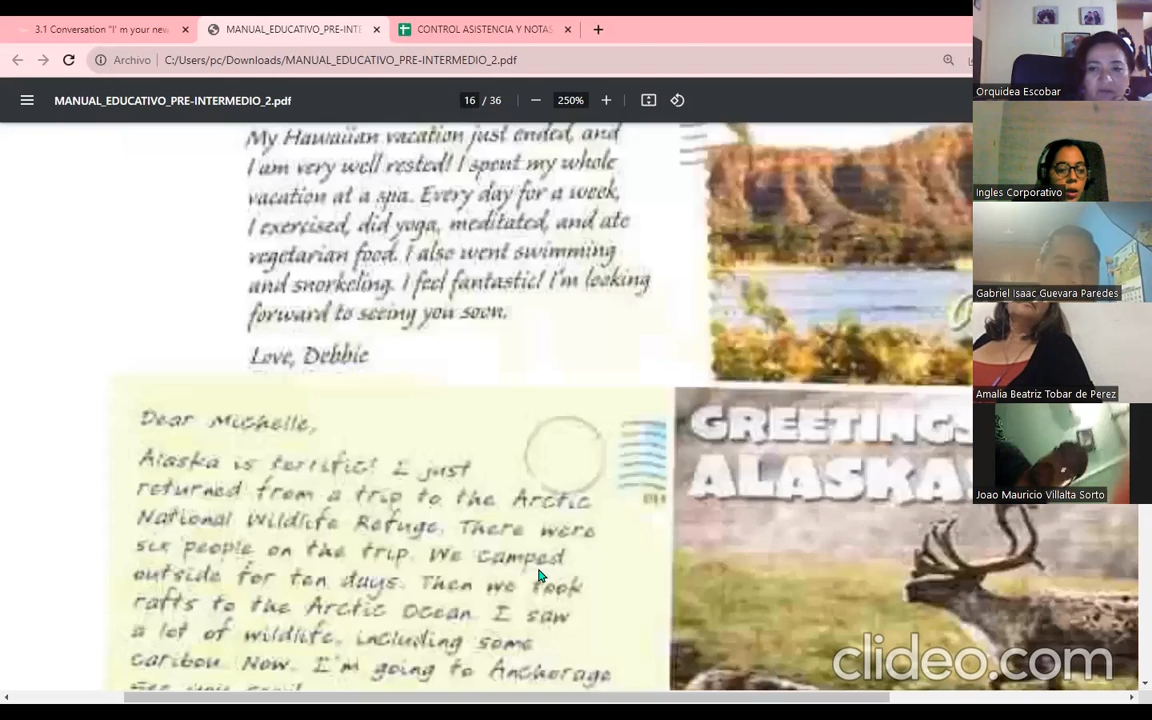 3.1 Conversation "I' m your new
MANUAL_EDUCATIVO_PRE-INTE
CONTROL ASISTENCIA Y NOTAS
Archivo
C:/Users/pc/Downloads/MANUAL_EDUCATIVO_PRE-INTERMEDIO_2.pdf
MANUAL_EDUCATIVO_PRE-INTERMEDIO_2.pdf
16 / 36
250%
My Hawaiian vacation just ended, and
I am very well rested! I spent my whole
vacation at a spa. Every day for a week,
I exercised, did yoga, meditated, and ate
vegetarian food. I also went swimming
and snorkeling. I feel fantastic! I'm looking
forward to seeing you soon.
Love, Debbie
Dear Michelle,
Alaska is terrific! I just
returned from a trip to the Arctic
National Wildlife Refuge. There were
six people on the trip. We camped
outside for ten days. Then we took
rafts to the Arctic Ocean. I saw
a lot of wildlife, including some
caribou. Now, I'm going to Anchorage
GREETINGS
ALASKA!
Orquidea Escobar
Ingles Corporativo
Gabriel Isaac Guevara Paredes
Amalia Beatriz Tobar de Perez
Joao Mauricio Villalta Sorto
clideo.com